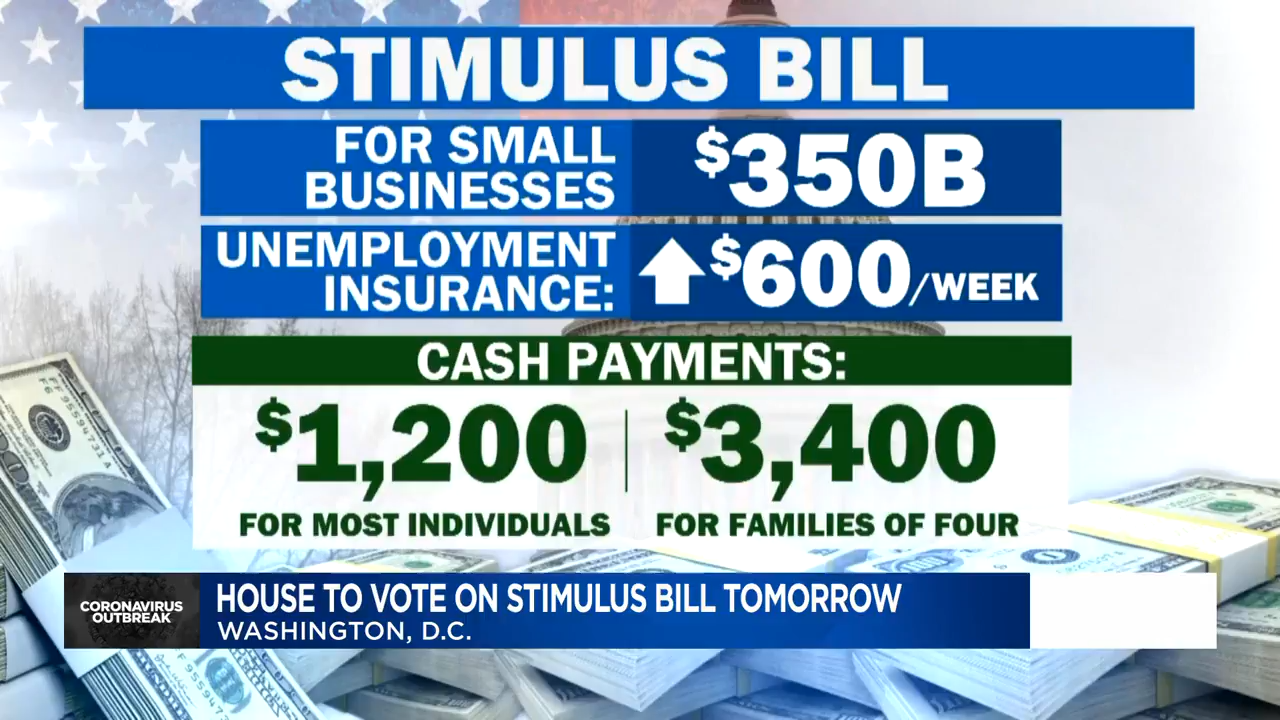 STIMULUS BILL
FOR SMALL
BUSINESSES
$350B
UNEMPLOYMENT
INSURANCE:
$600/WEEK
CASH PAYMENTS:
$1,200
FOR MOST INDIVIDUALS
$3,400
FOR FAMILIES OF FOUR
CORONAVIRUS
OUTBREAK
HOUSE TO VOTE ON STIMULUS BILL TOMORROW
WASHINGTON, D.C.